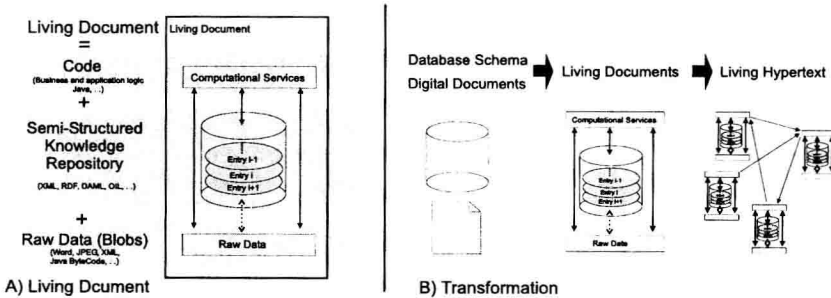 Living Document
=
Code
(Business and application logic
Java, . .)
+
Semi-Structured
Knowledge
Repository
(XML, RDF, DAML, OIL, . .)
+
Raw Data (Blobs)
(Word, JPEG, XML,
Java ByteCode, . .)
Living Document
Computational Services
Entry I-1
Entry I
Entry I+1
Raw Data
A) Living Dcument
Database Schema
Digital Documents
Living Documents
Living Hypertext
Computational Services
Entry I-1
Entry I
Entry I+1
Raw Data
B) Transformation